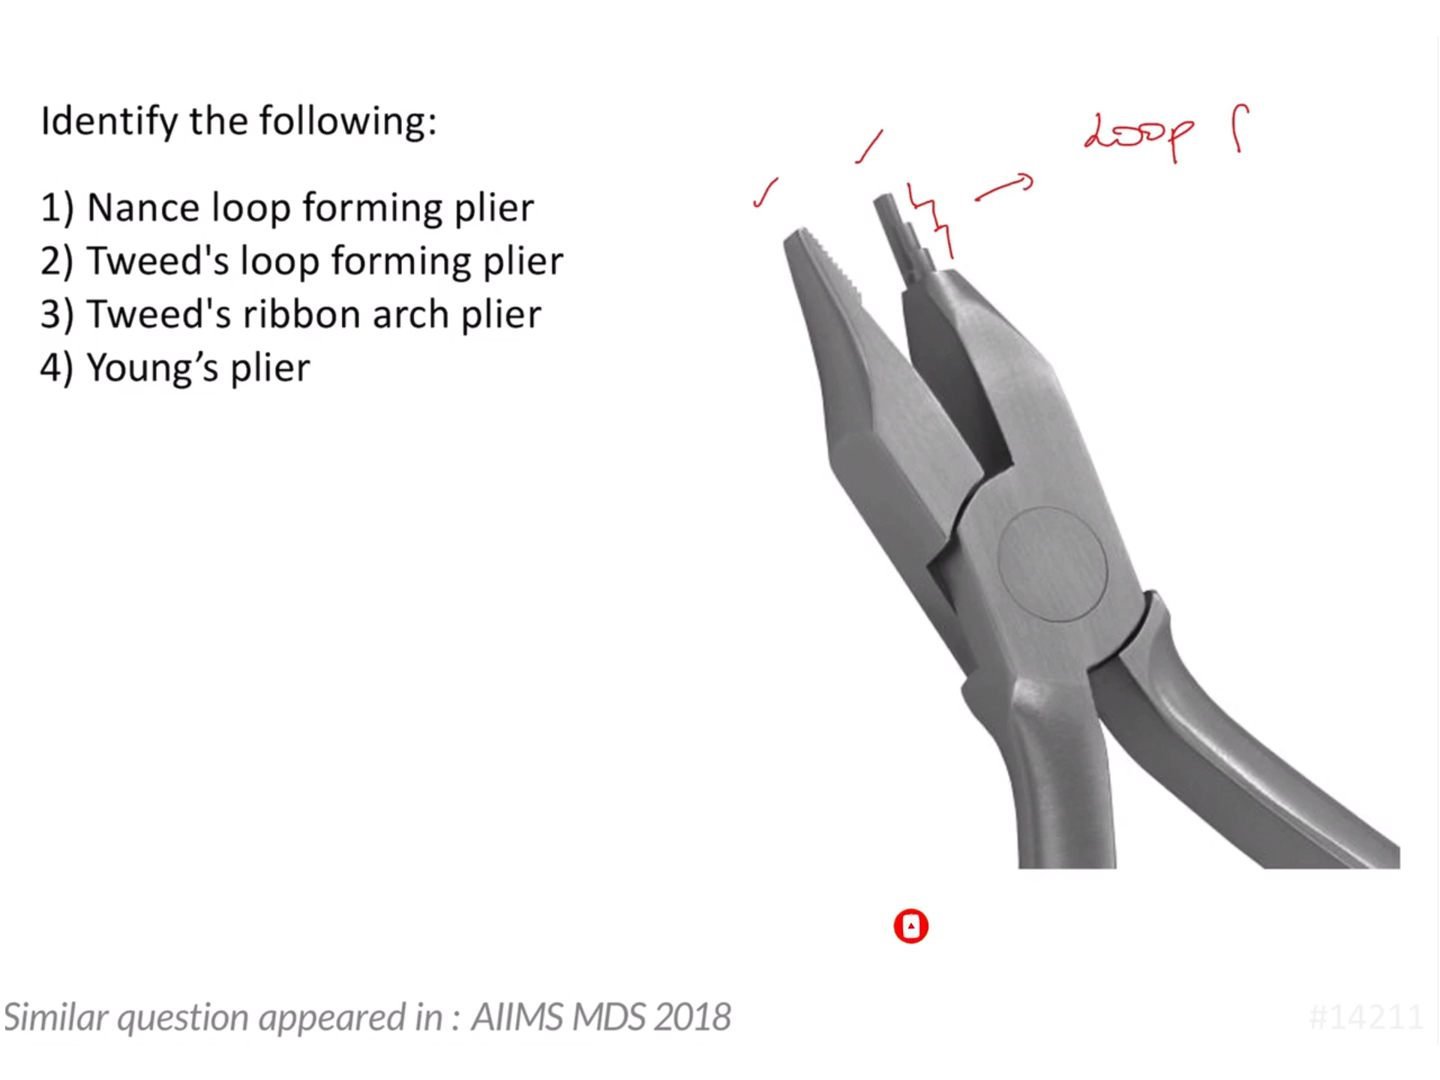 Identify the following:
Loop f
1) Nance loop forming plier
2) Tweed's loop forming plier
3) Tweed's ribbon arch plier
4) Young’s plier
Similar question appeared in : AIIMS MDS 2018
#14211